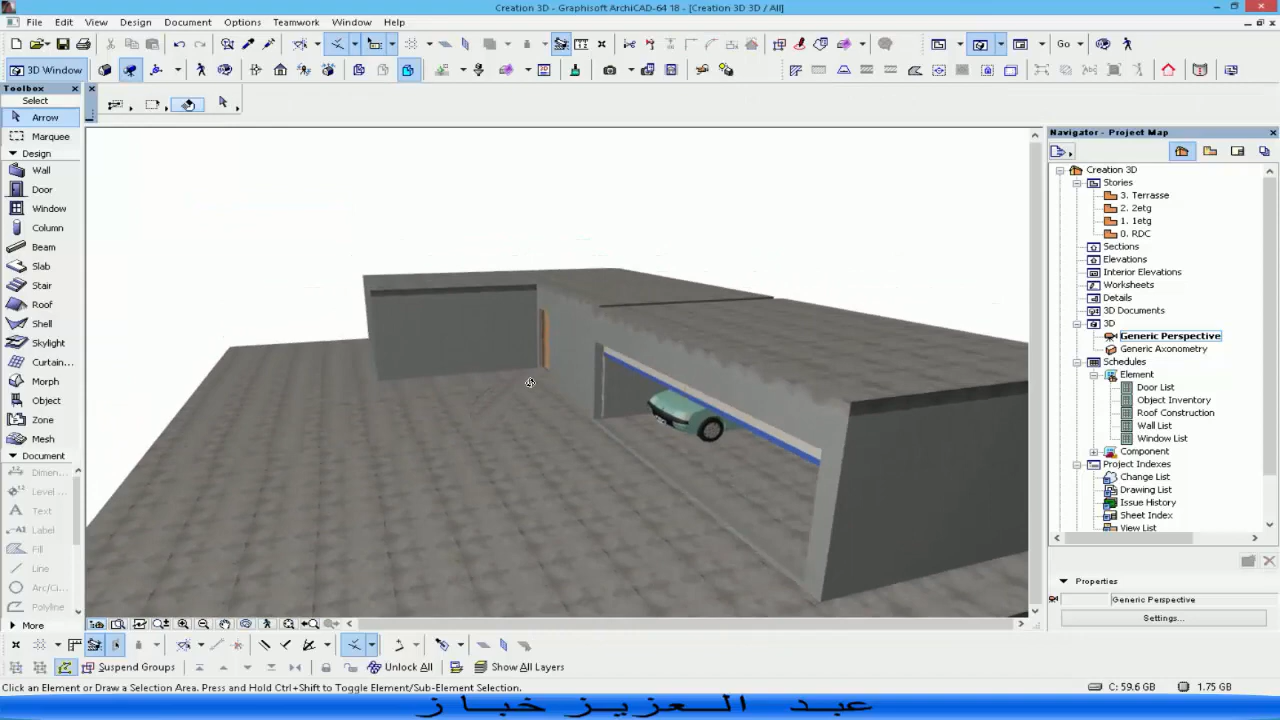 Creation 3D - Graphisoft ArchiCAD-64 18 - [Creation 3D 3D / All]
File Edit View Design Document Options Teamwork Window Help
Go
3D Window
Toolbox
Select
Arrow
Marquee
Design
Wall
Door
Window
Column
Beam
Slab
Stair
Roof
Shell
Skylight
Curtain...
Morph
Object
Zone
Mesh
Document
Dimen...
Level ...
Text
Label
Fill
Line
Arc/Ci...
Polyline
More
Navigator - Project Map
Creation 3D
Stories
3. Terrasse
2. 2etg
1. 1etg
0. RDC
Sections
Elevations
Interior Elevations
Worksheets
Details
3D Documents
3D
Generic Perspective
Generic Axonometry
Schedules
Element
Door List
Object Inventory
Roof Construction
Wall List
Window List
Component
Project Indexes
Change List
Drawing List
Issue History
Sheet Index
View List
Properties
Generic Perspective
Settings...
Suspend Groups
Unlock All
Show All Layers
Click an Element or Draw a Selection Area. Press and Hold Ctrl+Shift to Toggle Element/Sub-Element Selection.
C: 59.6 GB
1.75 GB
عبد العزيز خباز